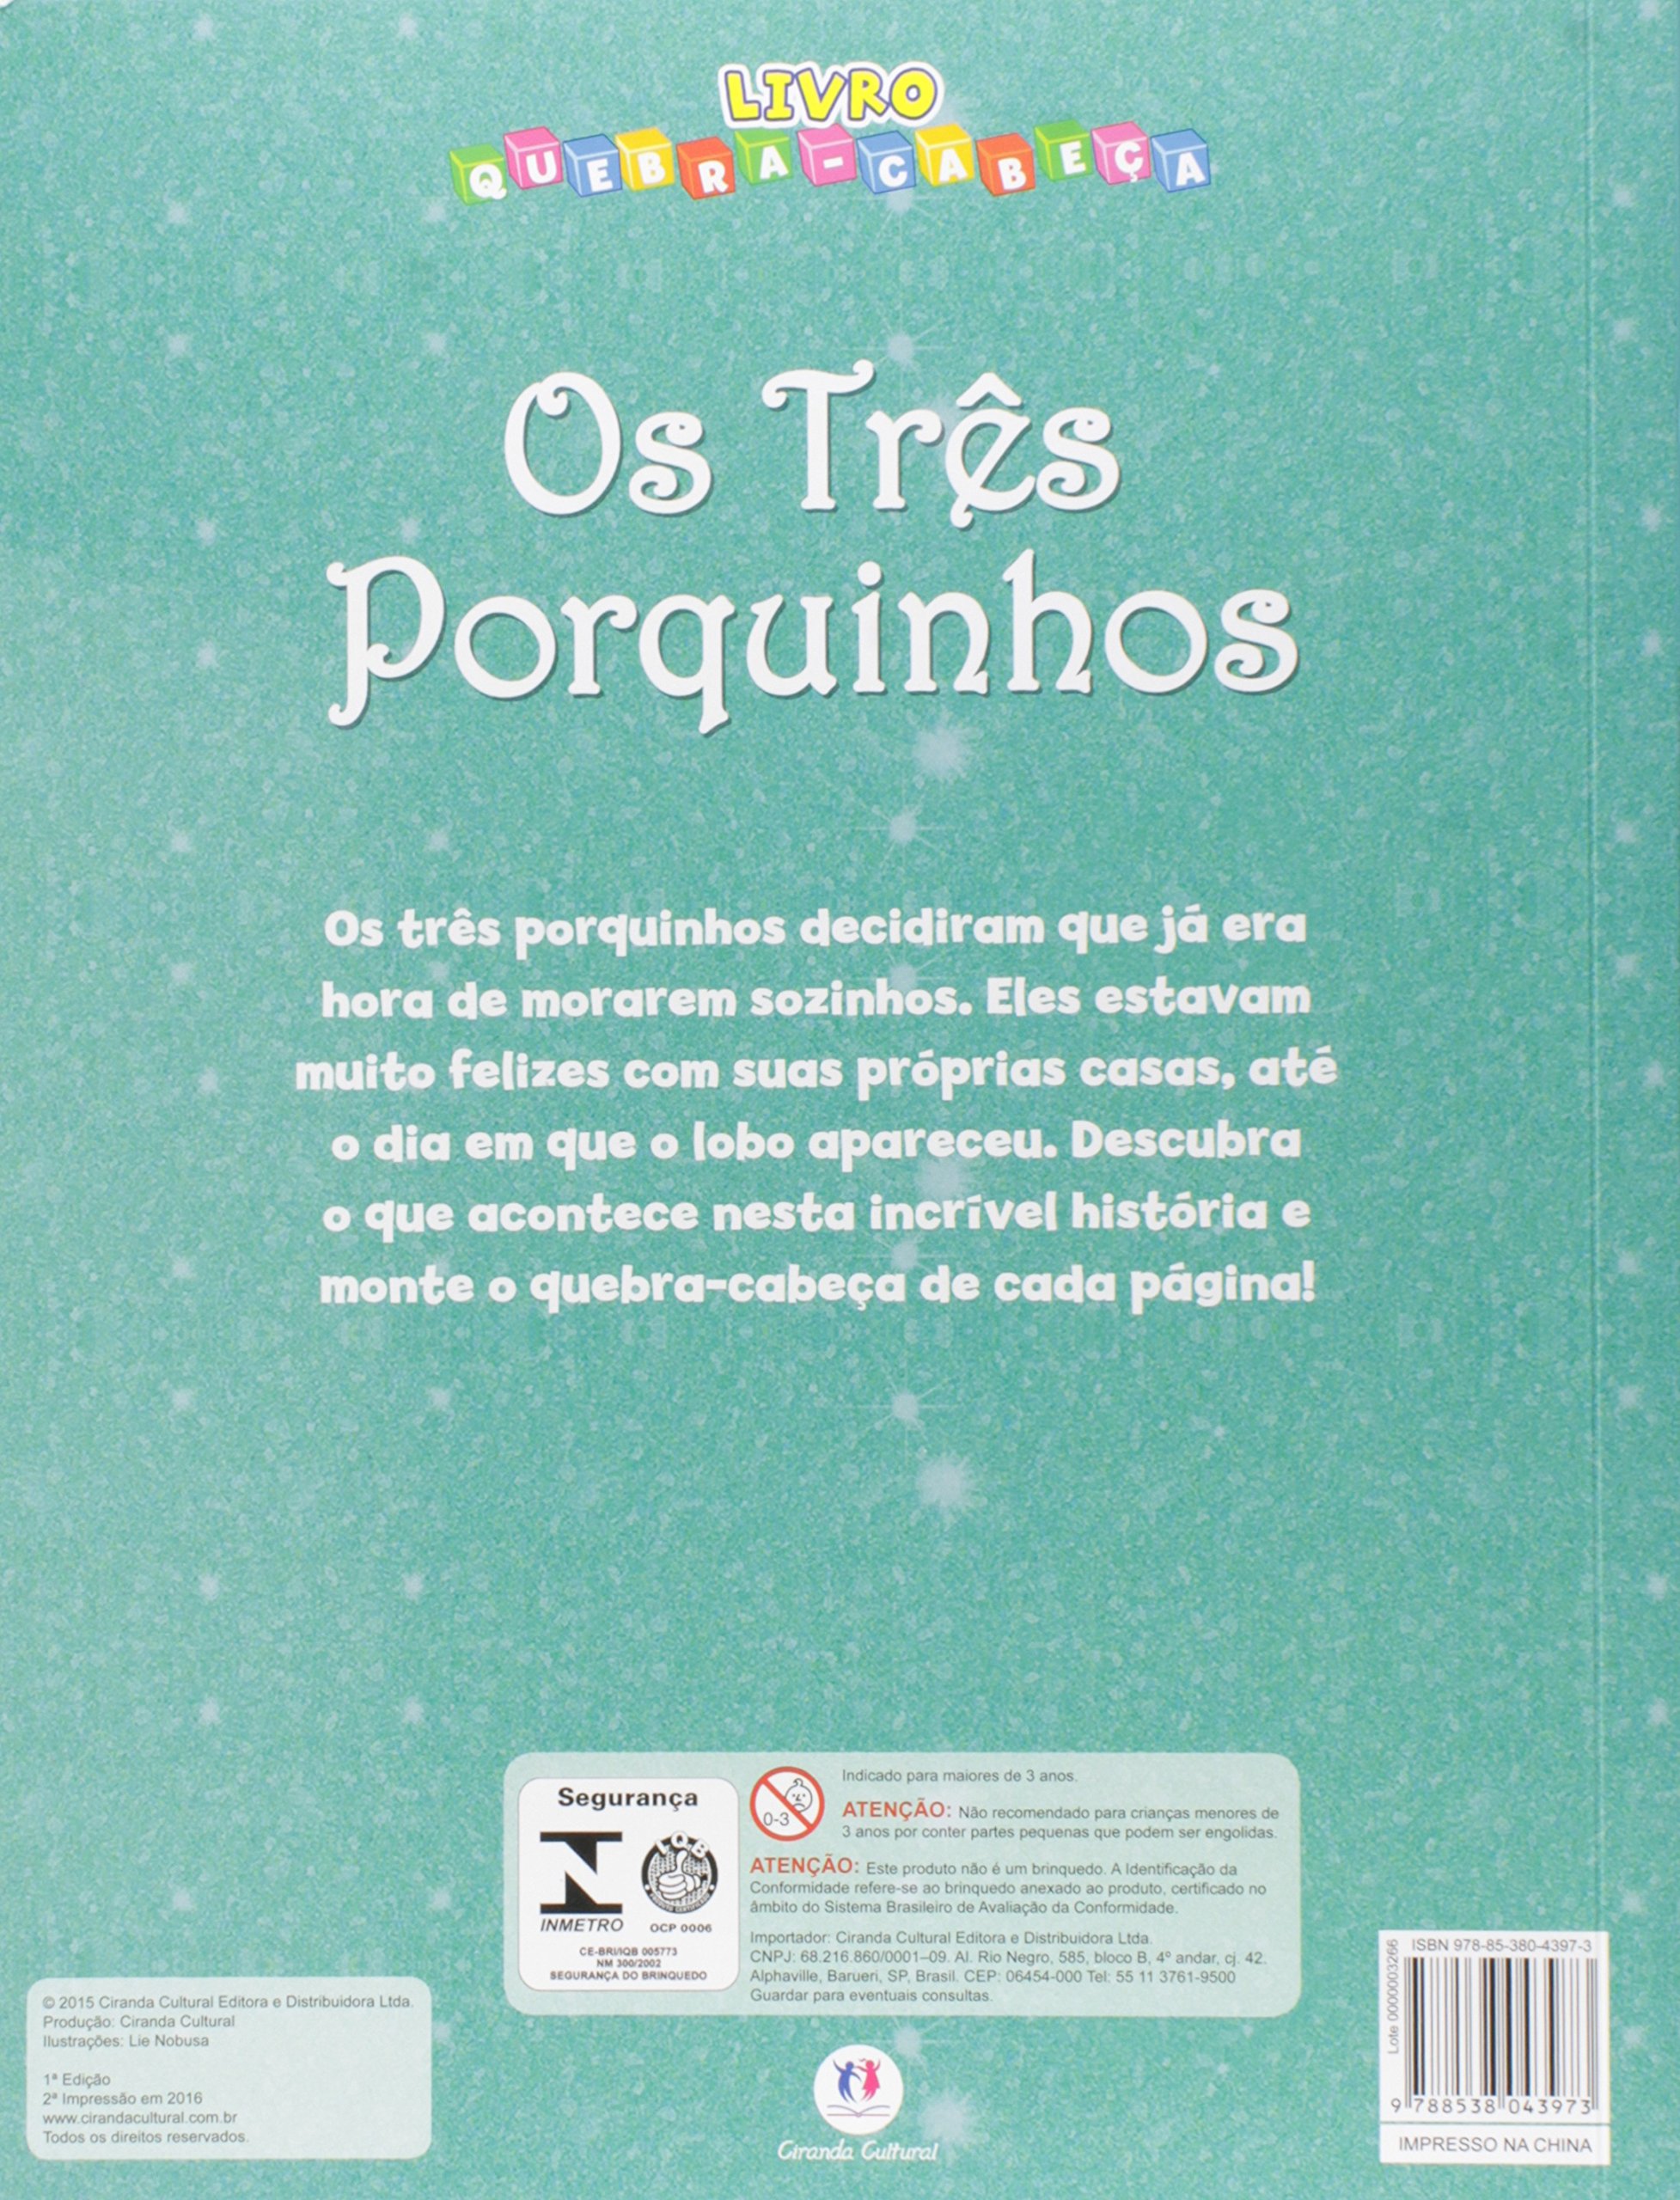 LIVRO
QUEBRA-CABEÇA
Os Três
Porquinhos
Os três porquinhos decidiram que já era
hora de morarem sozinhos. Eles estavam
muito felizes com suas próprias casas, até
o dia em que o lobo apareceu. Descubra
o que acontece nesta incrível história e
monte o quebra-cabeça de cada página!
Segurança
INMETRO
I.Q.B
PRODUTO CERTIFICADO
OCP 0006
CE-BRI/IQB 005773
NM 300/2002
SEGURANÇA DO BRINQUEDO
0-3
Indicado para maiores de 3 anos.
ATENÇÃO: Não recomendado para crianças menores de
3 anos por conter partes pequenas que podem ser engolidas.
ATENÇÃO: Este produto não é um brinquedo. A Identificação da
Conformidade refere-se ao brinquedo anexado ao produto, certificado no
âmbito do Sistema Brasileiro de Avaliação da Conformidade.
Importador: Ciranda Cultural Editora e Distribuidora Ltda.
CNPJ: 68.216.860/0001–09. Al. Rio Negro, 585, bloco B, 4º andar, cj. 42.
Alphaville, Barueri, SP, Brasil. CEP: 06454-000 Tel: 55 11 3761-9500
Guardar para eventuais consultas.
© 2015 Ciranda Cultural Editora e Distribuidora Ltda.
Produção: Ciranda Cultural
Ilustrações: Lie Nobusa
1ª Edição
2ª Impressão em 2016
www.cirandacultural.com.br
Todos os direitos reservados.
Ciranda Cultural
Lote 0000003266
ISBN 978-85-380-4397-3
9 788538 043973
IMPRESSO NA CHINA